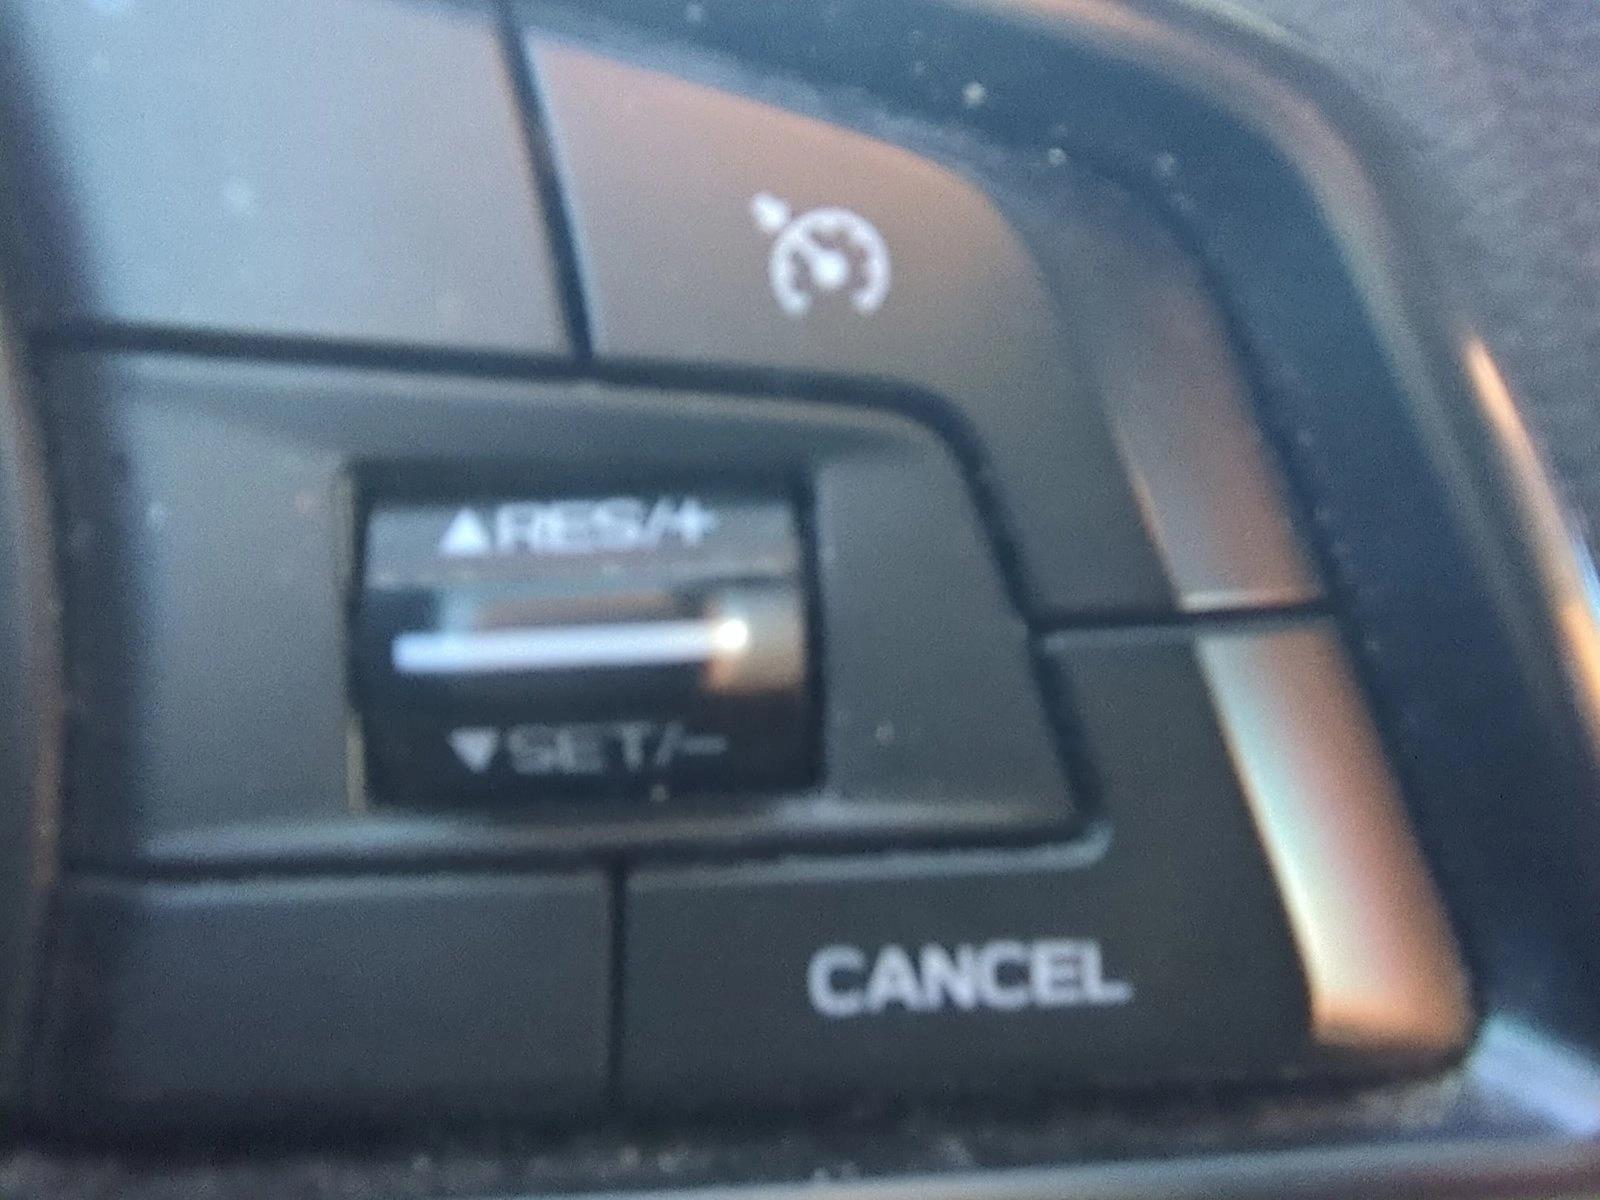 ▲RES/+
▼SET/-
CANCEL